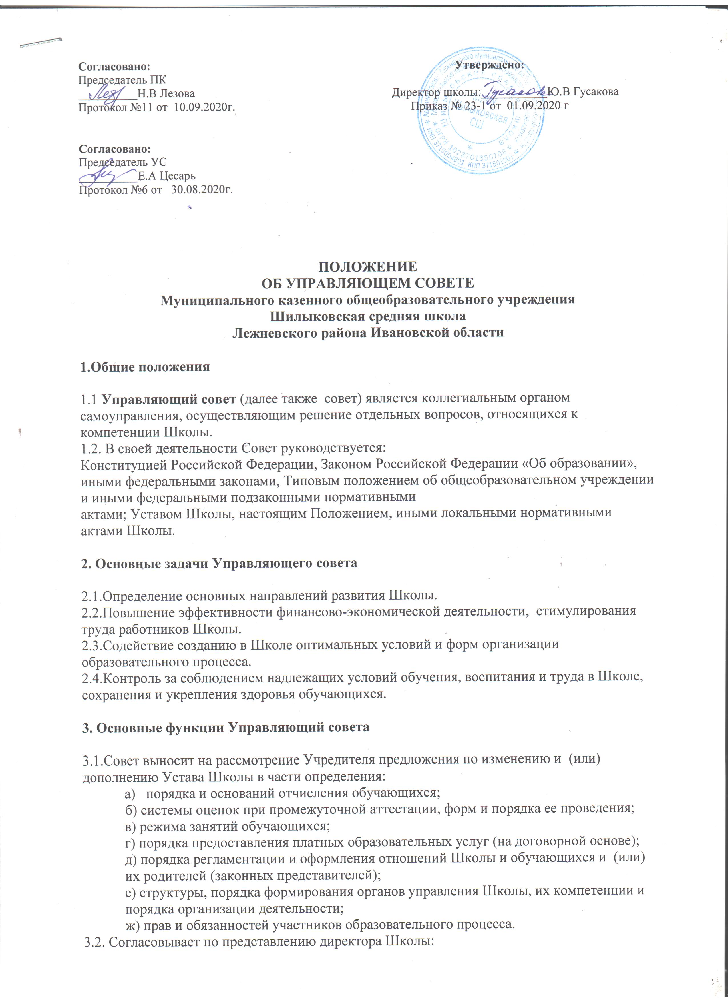 Согласовано:
Председатель ПК
Н.В Лезова
Протокол №11 от 10.09.2020г.
Утверждено:
Директор школы: Ю.В Гусакова
Приказ № 23-1 от 01.09.2020 г
ОГРН 1023701650708
ИНН 3715004601 КПП 371501001
Шилыковская
СШ
Согласовано:
Председатель УС
Е.А Цесарь
Протокол №6 от 30.08.2020г.
ПОЛОЖЕНИЕ
ОБ УПРАВЛЯЮЩЕМ СОВЕТЕ
Муниципального казенного общеобразовательного учреждения
Шилыковская средняя школа
Лежневского района Ивановской области
1.Общие положения
1.1 Управляющий совет (далее также совет) является коллегиальным органом
самоуправления, осуществляющим решение отдельных вопросов, относящихся к
компетенции Школы.
1.2. В своей деятельности Совет руководствуется:
Конституцией Российской Федерации, Законом Российской Федерации «Об образовании»,
иными федеральными законами, Типовым положением об общеобразовательном учреждении
и иными федеральными подзаконными нормативными
актами; Уставом Школы, настоящим Положением, иными локальными нормативными
актами Школы.
2. Основные задачи Управляющего совета
2.1.Определение основных направлений развития Школы.
2.2.Повышение эффективности финансово-экономической деятельности, стимулирования
труда работников Школы.
2.3.Содействие созданию в Школе оптимальных условий и форм организации
образовательного процесса.
2.4.Контроль за соблюдением надлежащих условий обучения, воспитания и труда в Школе,
сохранения и укрепления здоровья обучающихся.
3. Основные функции Управляющий совета
3.1.Совет выносит на рассмотрение Учредителя предложения по изменению и (или)
дополнению Устава Школы в части определения:
а) порядка и оснований отчисления обучающихся;
б) системы оценок при промежуточной аттестации, форм и порядка ее проведения;
в) режима занятий обучающихся;
г) порядка предоставления платных образовательных услуг (на договорной основе);
д) порядка регламентации и оформления отношений Школы и обучающихся и (или)
их родителей (законных представителей);
е) структуры, порядка формирования органов управления Школы, их компетенции и
порядка организации деятельности;
ж) прав и обязанностей участников образовательного процесса.
3.2. Согласовывает по представлению директора Школы: